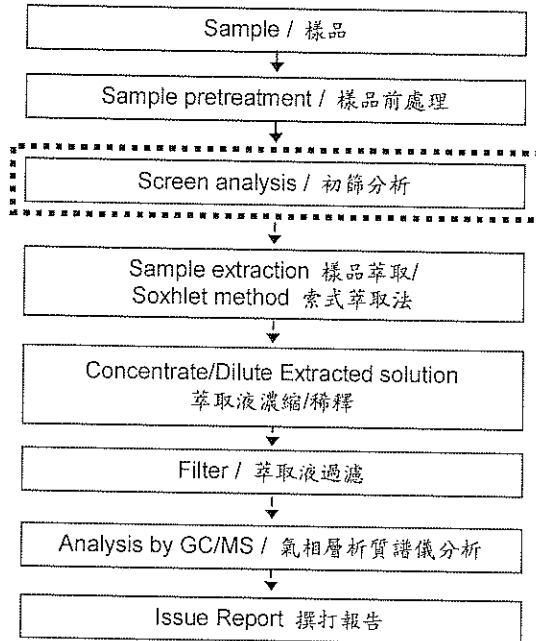 Sample / 樣品
Sample pretreatment / 樣品前處理
Screen analysis / 初篩分析
Sample extraction 樣品萃取/
Soxhlet method 索式萃取法
Concentrate/Dilute Extracted solution
萃取液濃縮/稀釋
Filter / 萃取液過濾
Analysis by GC/MS / 氣相層析質譜儀分析
Issue Report 撰打報告